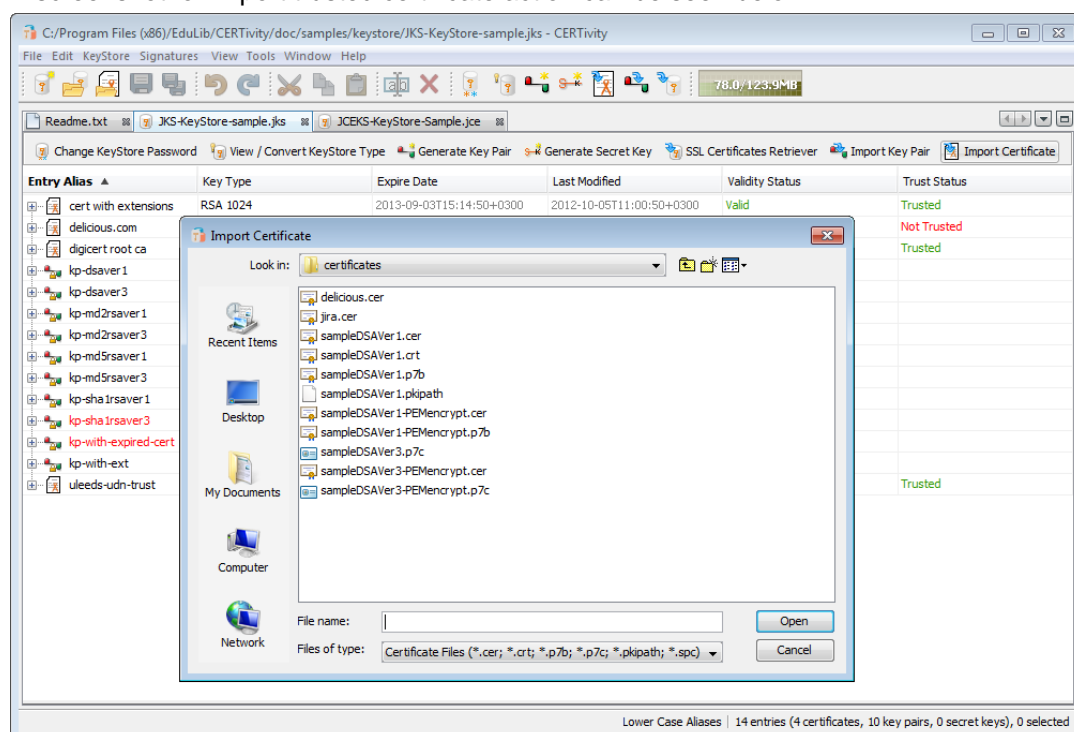 C:/Program Files (x86)/EduLib/CERTivity/doc/samples/keystore/JKS-KeyStore-sample.jks - CERTivity
File Edit KeyStore Signatures View Tools Window Help
78.0/123.9MB
Readme.txt JKS-KeyStore-sample.jks JCEKS-KeyStore-Sample.jce
Change KeyStore Password View / Convert KeyStore Type Generate Key Pair Generate Secret Key SSL Certificates Retriever Import Key Pair Import Certificate
Entry Alias Key Type Expire Date Last Modified Validity Status Trust Status
cert with extensions RSA 1024 2013-09-03T15:14:50+0300 2012-10-05T11:00:50+0300 Valid Trusted
delicious.com Not Trusted
digicert root ca Trusted
kp-dsaver1
kp-dsaver3
kp-md2rsaver1
kp-md2rsaver3
kp-md5rsaver1
kp-md5rsaver3
kp-sha1rsaver1
kp-sha1rsaver3
kp-with-expired-cert
kp-with-ext
uleeds-udn-trust Trusted
Import Certificate
Look in: certificates
Recent Items
Desktop
My Documents
Computer
Network
delicious.cer
jira.cer
sampleDSAVer1.cer
sampleDSAVer1.crt
sampleDSAVer1.p7b
sampleDSAVer1.pkipath
sampleDSAVer1-PEMencrypt.cer
sampleDSAVer1-PEMencrypt.p7b
sampleDSAVer3.p7c
sampleDSAVer3-PEMencrypt.cer
sampleDSAVer3-PEMencrypt.p7c
File name: Open
Files of type: Certificate Files (*.cer; *.crt; *.p7b; *.p7c; *.pkipath; *.spc) Cancel
Lower Case Aliases 14 entries (4 certificates, 10 key pairs, 0 secret keys), 0 selected